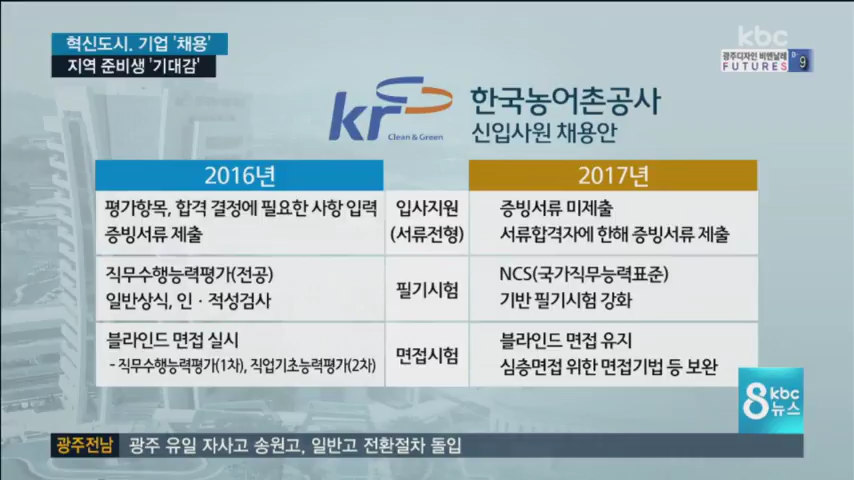 혁신도시. 기업 '채용'
지역 준비생 '기대감'
kbc
광주디자인 비엔날레
FUTURES
D-9
kr
Clean & Green
한국농어촌공사
신입사원 채용안
2016년
2017년
평가항목, 합격 결정에 필요한 사항 입력
증빙서류 제출
입사지원
(서류전형)
증빙서류 미제출
서류합격자에 한해 증빙서류 제출
직무수행능력평가(전공)
일반상식, 인·적성검사
필기시험
NCS(국가직무능력표준)
기반 필기시험 강화
블라인드 면접 실시
- 직무수행능력평가(1차), 직업기초능력평가(2차)
면접시험
블라인드 면접 유지
심층면접 위한 면접기법 등 보완
8 kbc
뉴스
광주전남 광주 유일 자사고 송원고, 일반고 전환절차 돌입